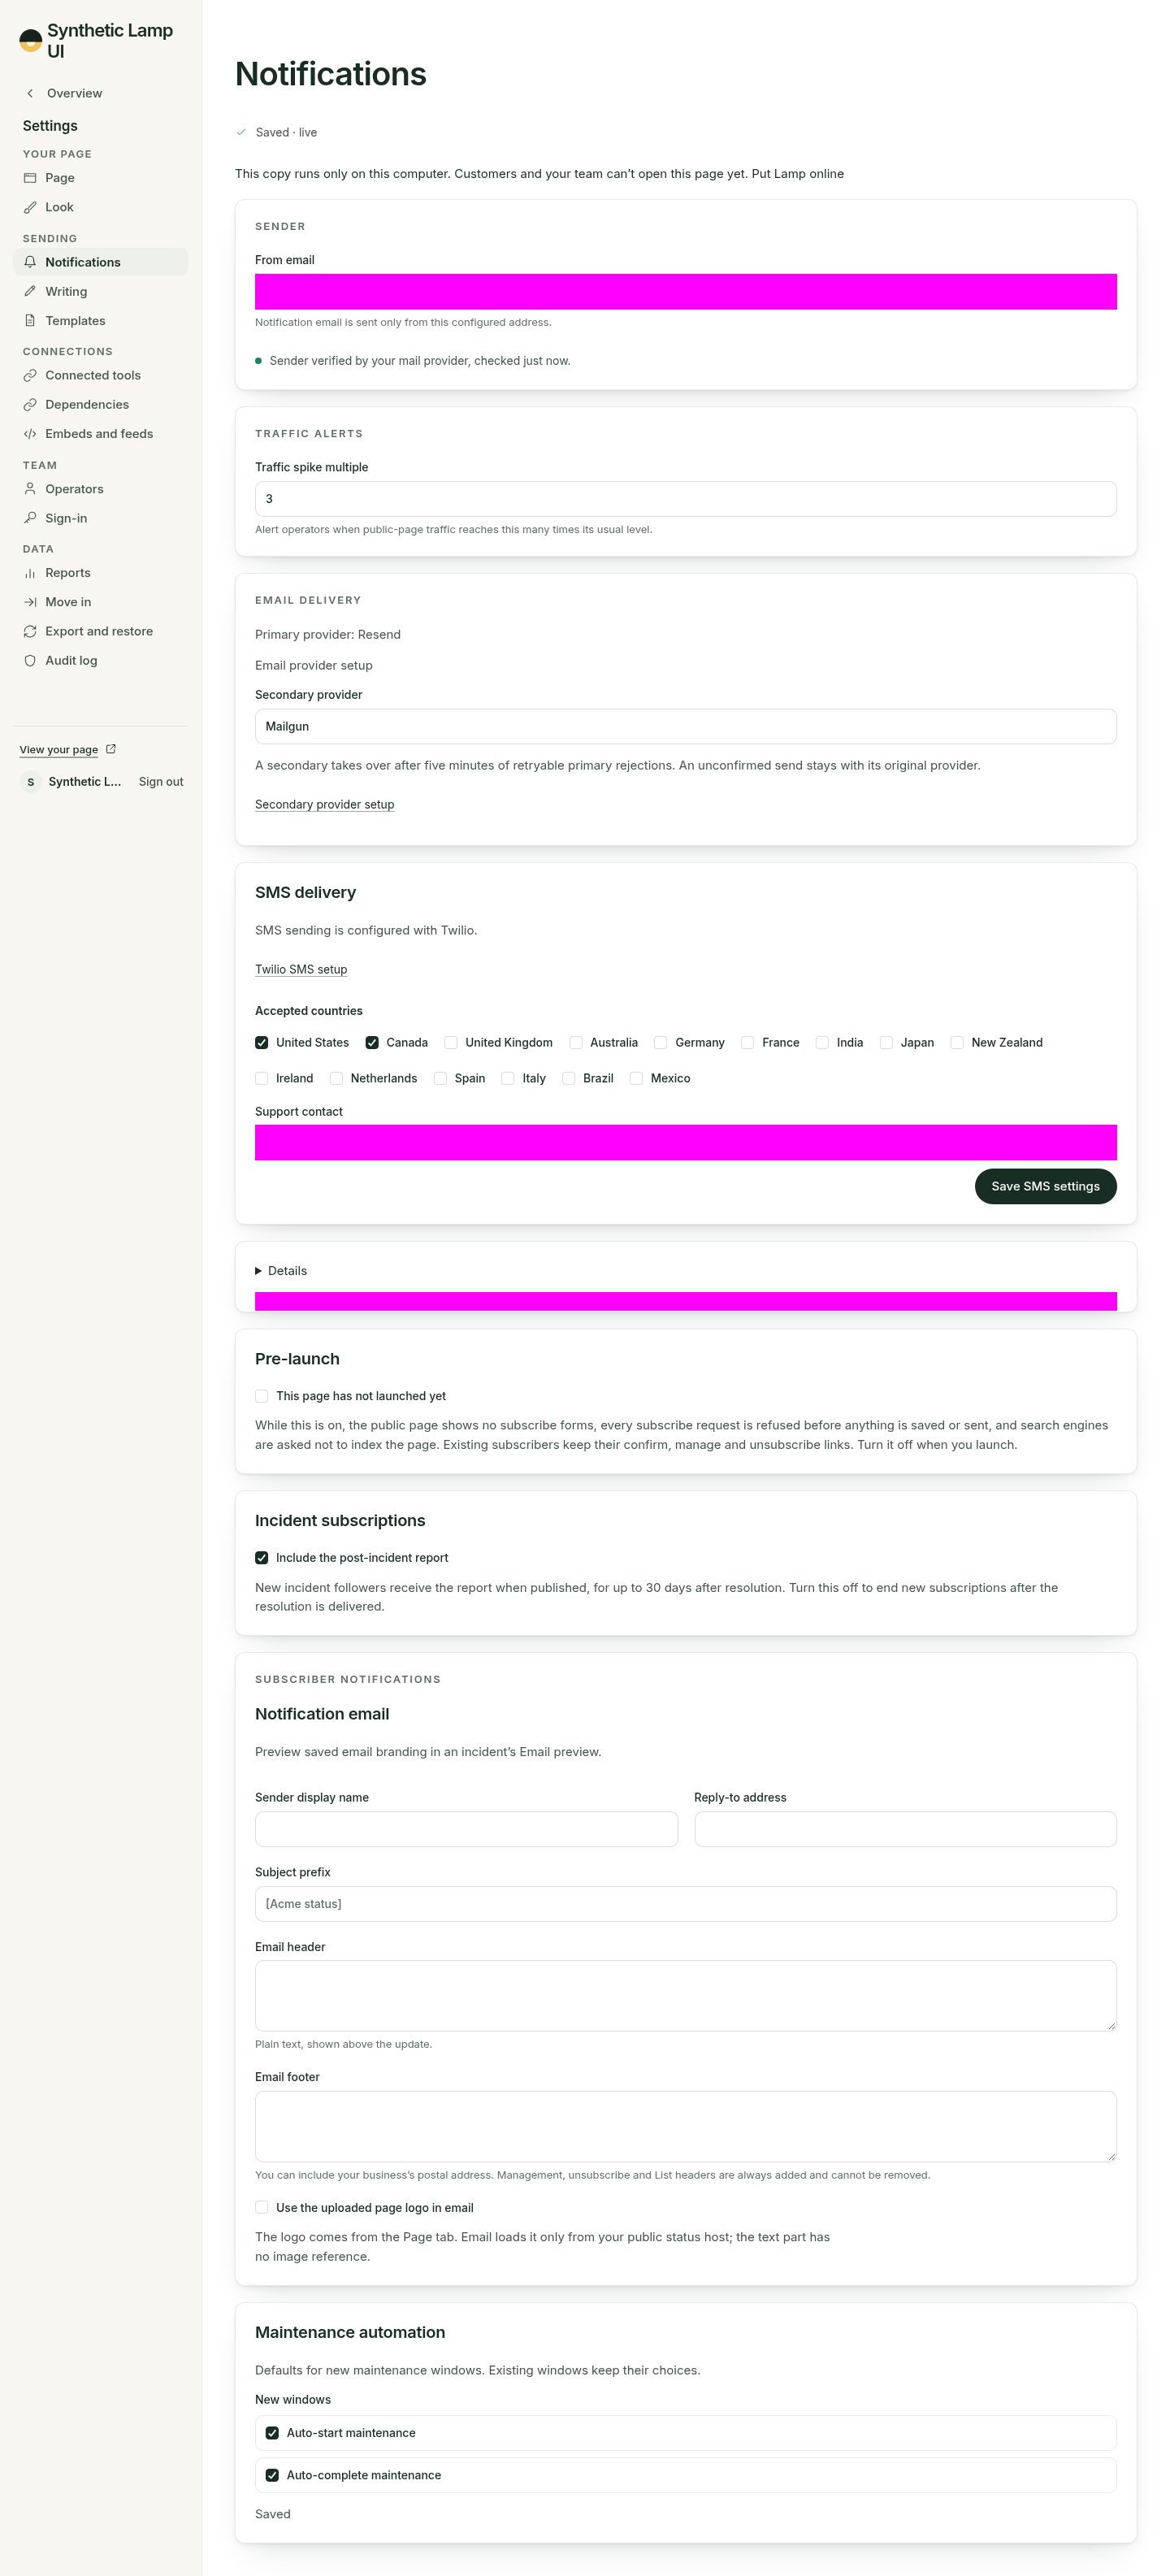 Synthetic Lamp
UI
Overview
Settings
YOUR PAGE
Page
Look
SENDING
Notifications
Writing
Templates
CONNECTIONS
Connected tools
Dependencies
Embeds and feeds
TEAM
Operators
Sign-in
DATA
Reports
Move in
Export and restore
Audit log
View your page
S Synthetic L... Sign out
Notifications
Saved · live
This copy runs only on this computer. Customers and your team can’t open this page yet. Put Lamp online
SENDER
From email
Notification email is sent only from this configured address.
Sender verified by your mail provider, checked just now.
TRAFFIC ALERTS
Traffic spike multiple
3
Alert operators when public-page traffic reaches this many times its usual level.
EMAIL DELIVERY
Primary provider: Resend
Email provider setup
Secondary provider
Mailgun
A secondary takes over after five minutes of retryable primary rejections. An unconfirmed send stays with its original provider.
Secondary provider setup
SMS delivery
SMS sending is configured with Twilio.
Twilio SMS setup
Accepted countries
United States Canada United Kingdom Australia Germany France India Japan New Zealand
Ireland Netherlands Spain Italy Brazil Mexico
Support contact
Save SMS settings
Details
Pre-launch
This page has not launched yet
While this is on, the public page shows no subscribe forms, every subscribe request is refused before anything is saved or sent, and search engines
are asked not to index the page. Existing subscribers keep their confirm, manage and unsubscribe links. Turn it off when you launch.
Incident subscriptions
Include the post-incident report
New incident followers receive the report when published, for up to 30 days after resolution. Turn this off to end new subscriptions after the
resolution is delivered.
SUBSCRIBER NOTIFICATIONS
Notification email
Preview saved email branding in an incident’s Email preview.
Sender display name Reply-to address
Subject prefix
[Acme status]
Email header
Plain text, shown above the update.
Email footer
You can include your business’s postal address. Management, unsubscribe and List headers are always added and cannot be removed.
Use the uploaded page logo in email
The logo comes from the Page tab. Email loads it only from your public status host; the text part has
no image reference.
Maintenance automation
Defaults for new maintenance windows. Existing windows keep their choices.
New windows
Auto-start maintenance
Auto-complete maintenance
Saved